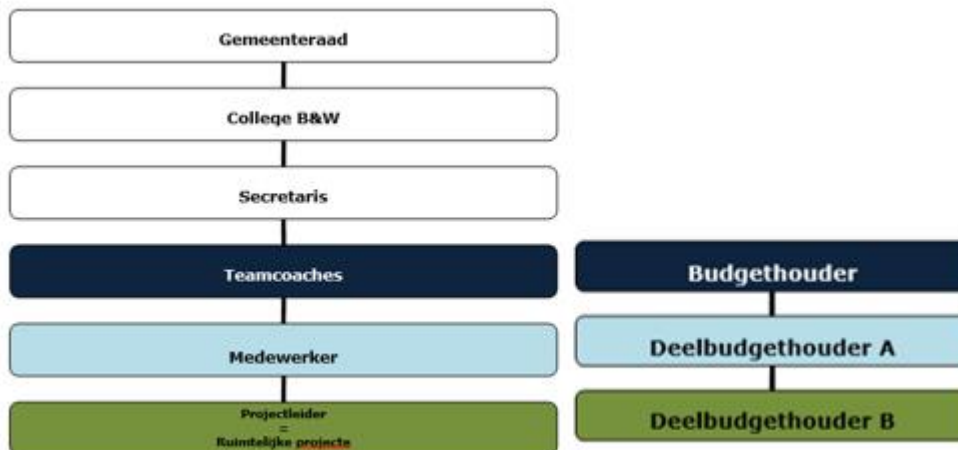 Gemeenteraad
College B&W
Secretaris
Teamcoaches
Medewerker
Projectleider
=
Ruimtelijke projecte
Budgethouder
Deelbudgethouder A
Deelbudgethouder B